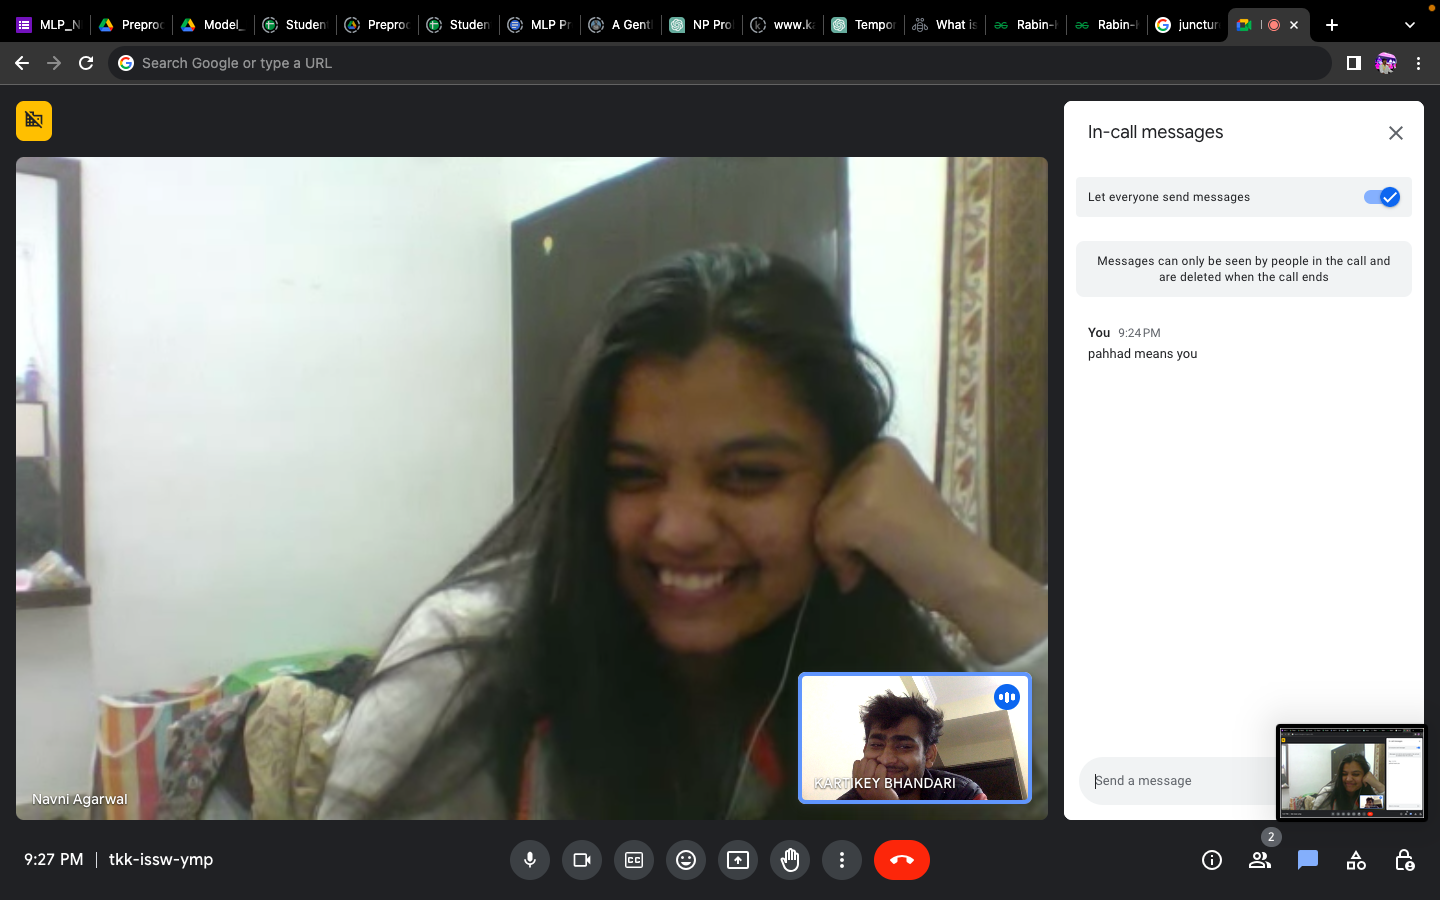 MLP_N
Preproc
Model_
Studen
Preproc
Studen
MLP Pr
A Gentl
NP Pro
www.ka
Tempor
What is
Rabin-K
Rabin-K
junctur
Search Google or type a URL
In-call messages
Let everyone send messages
Messages can only be seen by people in the call and
are deleted when the call ends
You 9:24 PM
pahhad means you
KARTIKEY BHANDARI
Navni Agarwal
Send a message
9:27 PM | tkk-issw-ymp
CC
2